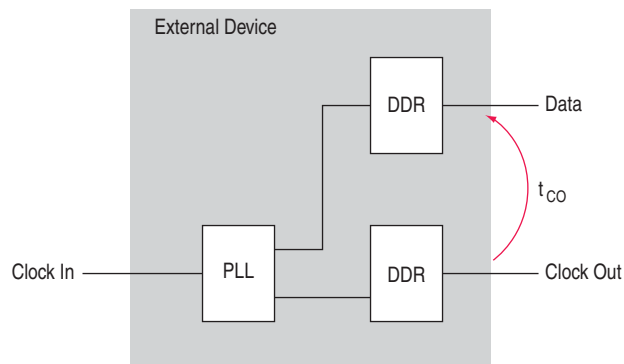 External Device
DDR
Data
t CO
Clock In
PLL
DDR
Clock Out